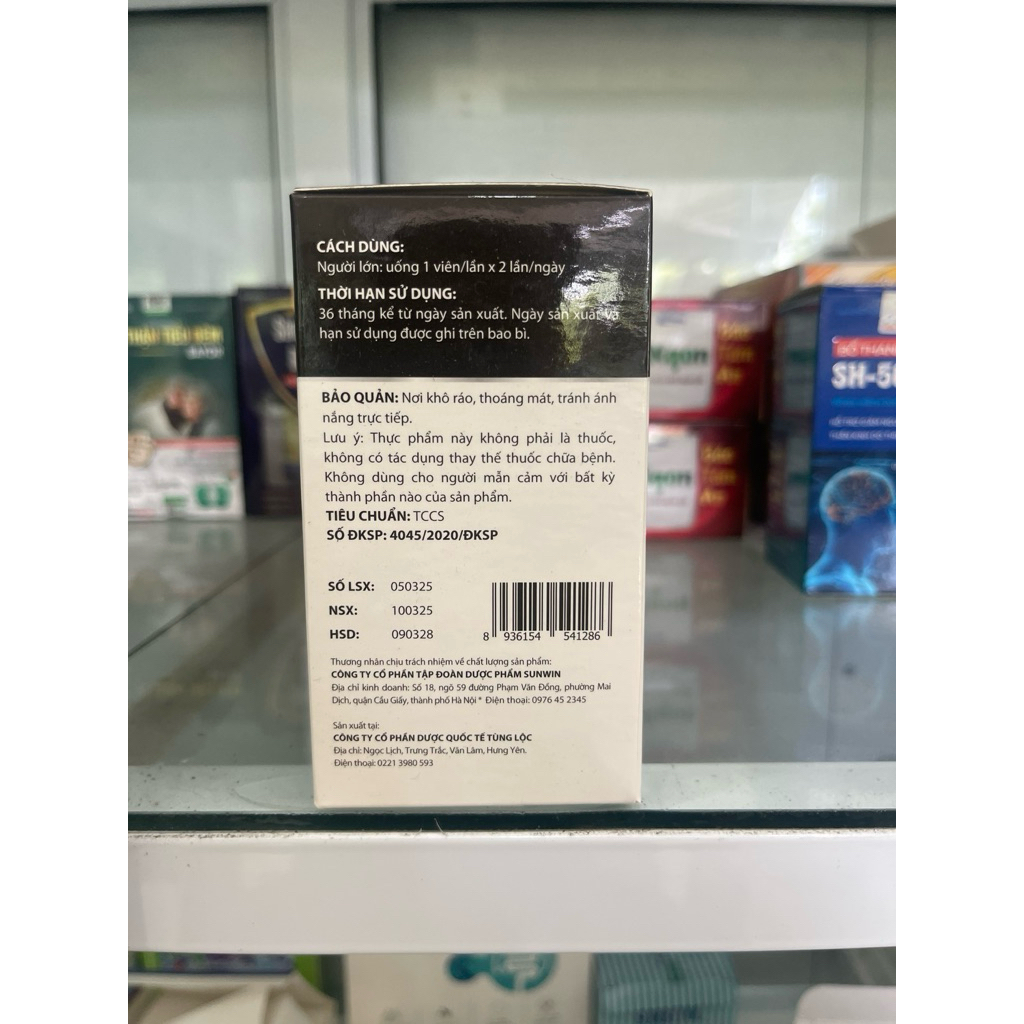 CÁCH DÙNG:
Người lớn: uống 1 viên/lần x 2 lần/ngày
THỜI HẠN SỬ DỤNG:
36 tháng kể từ ngày sản xuất. Ngày sản xuất và
hạn sử dụng được ghi trên bao bì.
BẢO QUẢN: Nơi khô ráo, thoáng mát, tránh ánh
nắng trực tiếp.
Lưu ý: Thực phẩm này không phải là thuốc,
không có tác dụng thay thế thuốc chữa bệnh.
Không dùng cho người mẫn cảm với bất kỳ
thành phần nào của sản phẩm.
TIÊU CHUẨN: TCCS
SỐ ĐKSP: 4045/2020/ĐKSP
SỐ LSX: 050325
NSX: 100325
HSD: 090328
8 936154 541286
Thương nhân chịu trách nhiệm về chất lượng sản phẩm:
CÔNG TY CỔ PHẦN TẬP ĐOÀN DƯỢC PHẨM SUNWIN
Địa chỉ kinh doanh: Số 18, ngõ 59 đường Phạm Văn Đồng, phường Mai
Dịch, quận Cầu Giấy, thành phố Hà Nội * Điện thoại: 0976 45 2345
Sản xuất tại:
CÔNG TY CỔ PHẦN DƯỢC QUỐC TẾ TÙNG LỘC
Địa chỉ: Ngọc Lịch, Trưng Trắc, Văn Lâm, Hưng Yên.
Điện thoại: 0221 3980 593
SH-5